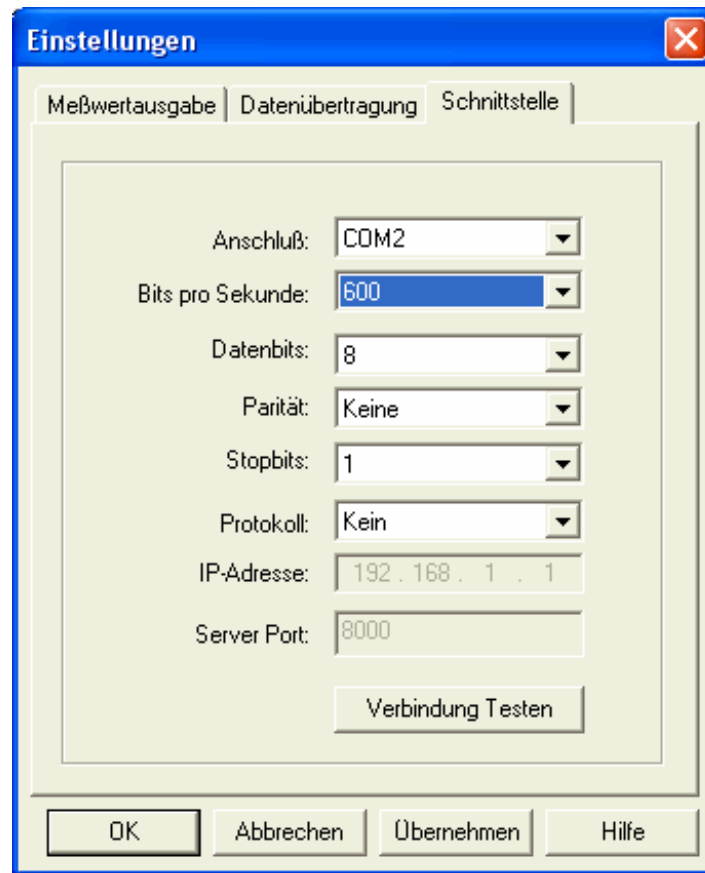 Einstellungen
Meßwertausgabe Datenübertragung Schnittstelle
Anschluß: COM2
Bits pro Sekunde: 600
Datenbits: 8
Parität: Keine
Stopbits: 1
Protokoll: Kein
IP-Adresse: 192 . 168 . 1 . 1
Server Port: 8000
Verbindung Testen
OK Abbrechen Übernehmen Hilfe